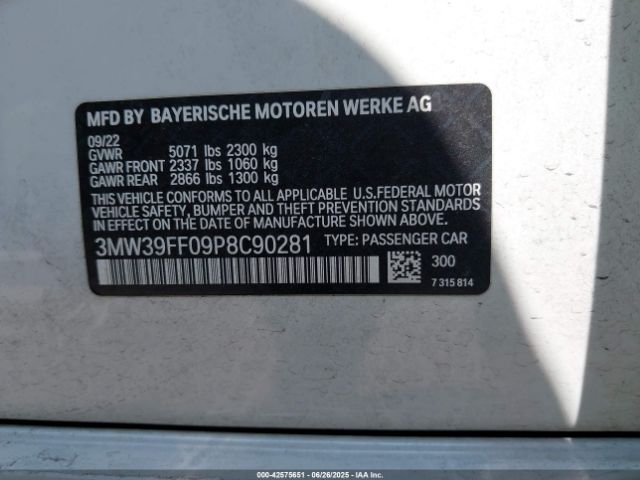 MFD BY BAYERISCHE MOTOREN WERKE AG
09/22
GVWR 5071 lbs 2300 kg
GAWR FRONT 2337 lbs 1060 kg
GAWR REAR 2866 lbs 1300 kg
THIS VEHICLE CONFORMS TO ALL APPLICABLE U.S.FEDERAL MOTOR
VEHICLE SAFETY, BUMPER AND THEFT PREVENTION STANDARDS
IN EFFECT ON THE DATE OF MANUFACTURE SHOWN ABOVE.
3MW39FF09P8C90281 TYPE: PASSENGER CAR
300
7 315 814
000-42575651 - 06/26/2025 - IAA Inc.